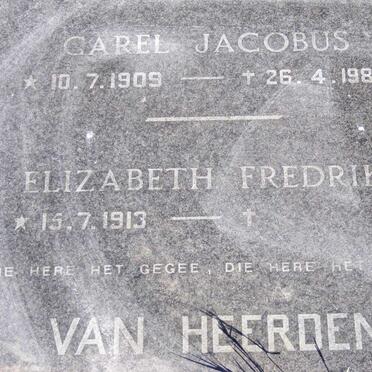 CAREL JACOBUS
★ 10.7.1909 — † 26.4.198
ELIZABETH FREDRIK
★ 15.7.1913 — †
HERE HET GEGEE, DIE HERE HET
VAN HEERDEN